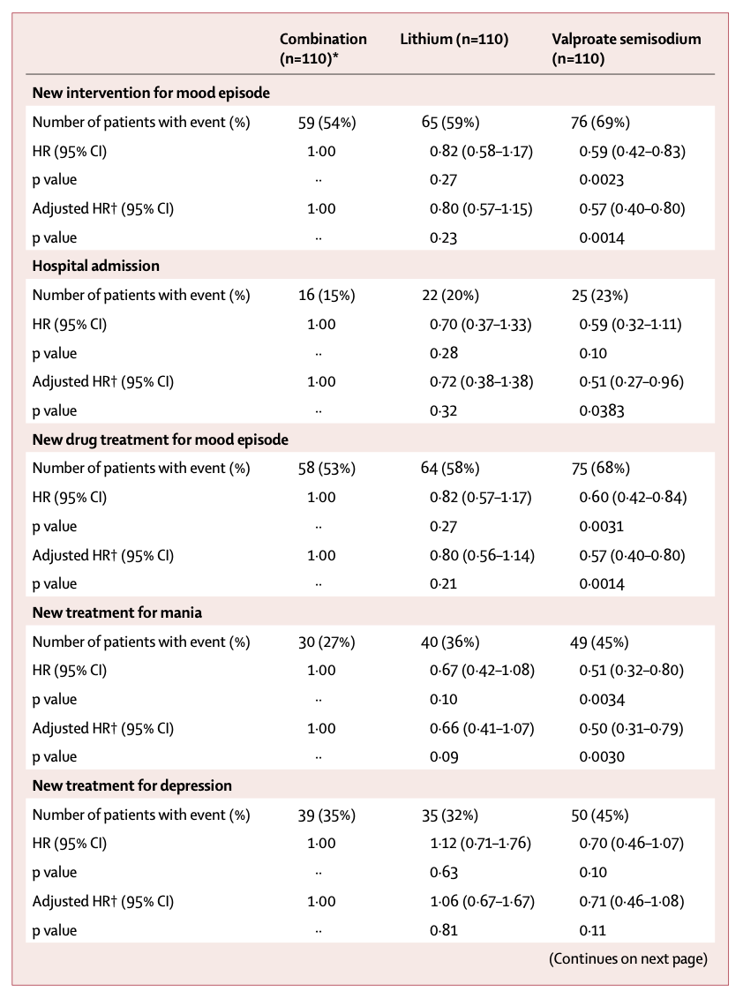 Combination (n=110)* Lithium (n=110) Valproate semisodium (n=110)
New intervention for mood episode
Number of patients with event (%) 59 (54%) 65 (59%) 76 (69%)
HR (95% CI) 1·00 0·82 (0·58–1·17) 0·59 (0·42–0·83)
p value ·· 0·27 0·0023
Adjusted HR† (95% CI) 1·00 0·80 (0·57–1·15) 0·57 (0·40–0·80)
p value ·· 0·23 0·0014
Hospital admission
Number of patients with event (%) 16 (15%) 22 (20%) 25 (23%)
HR (95% CI) 1·00 0·70 (0·37–1·33) 0·59 (0·32–1·11)
p value ·· 0·28 0·10
Adjusted HR† (95% CI) 1·00 0·72 (0·38–1·38) 0·51 (0·27–0·96)
p value ·· 0·32 0·0383
New drug treatment for mood episode
Number of patients with event (%) 58 (53%) 64 (58%) 75 (68%)
HR (95% CI) 1·00 0·82 (0·57–1·17) 0·60 (0·42–0·84)
p value ·· 0·27 0·0031
Adjusted HR† (95% CI) 1·00 0·80 (0·56–1·14) 0·57 (0·40–0·80)
p value ·· 0·21 0·0014
New treatment for mania
Number of patients with event (%) 30 (27%) 40 (36%) 49 (45%)
HR (95% CI) 1·00 0·67 (0·42–1·08) 0·51 (0·32–0·80)
p value ·· 0·10 0·0034
Adjusted HR† (95% CI) 1·00 0·66 (0·41–1·07) 0·50 (0·31–0·79)
p value ·· 0·09 0·0030
New treatment for depression
Number of patients with event (%) 39 (35%) 35 (32%) 50 (45%)
HR (95% CI) 1·00 1·12 (0·71–1·76) 0·70 (0·46–1·07)
p value ·· 0·63 0·10
Adjusted HR† (95% CI) 1·00 1·06 (0·67–1·67) 0·71 (0·46–1·08)
p value ·· 0·81 0·11
(Continues on next page)